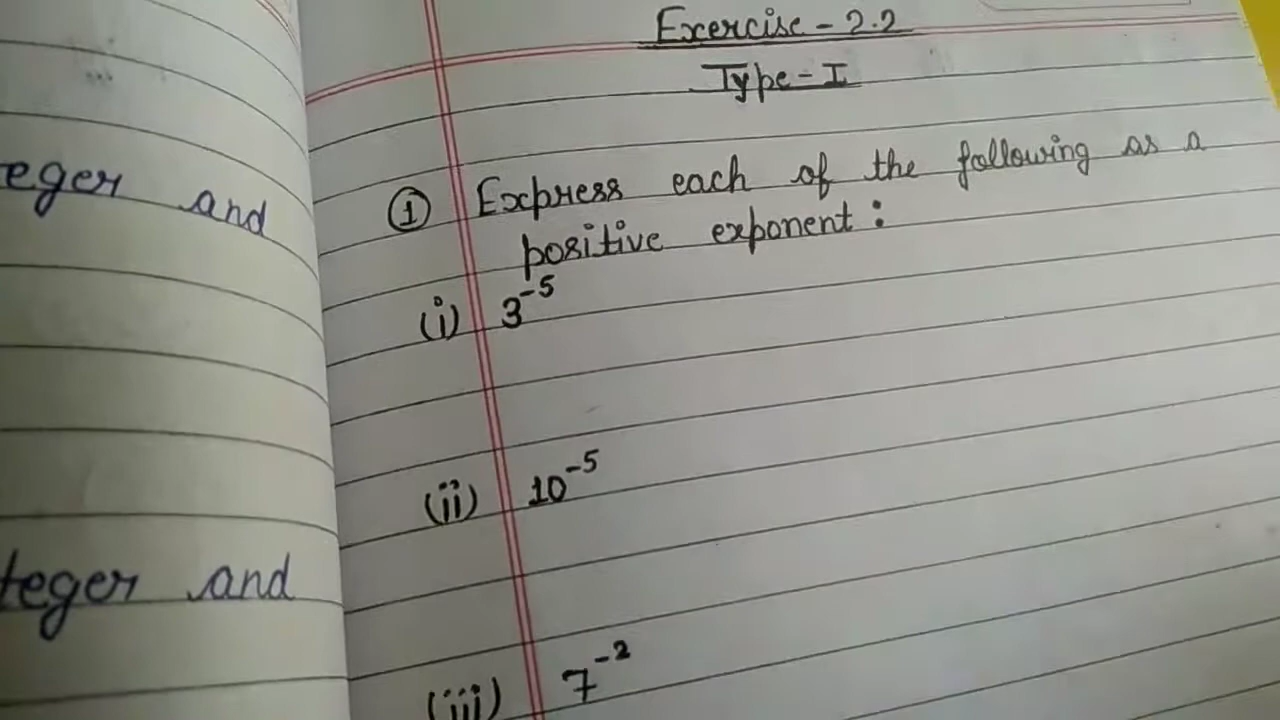 eger and
teger and
Exercise - 2.2
Type - I
① Express each of the following as a
positive exponent :
(i) 3⁻⁵
(ii) 10⁻⁵
(iii) 7⁻²